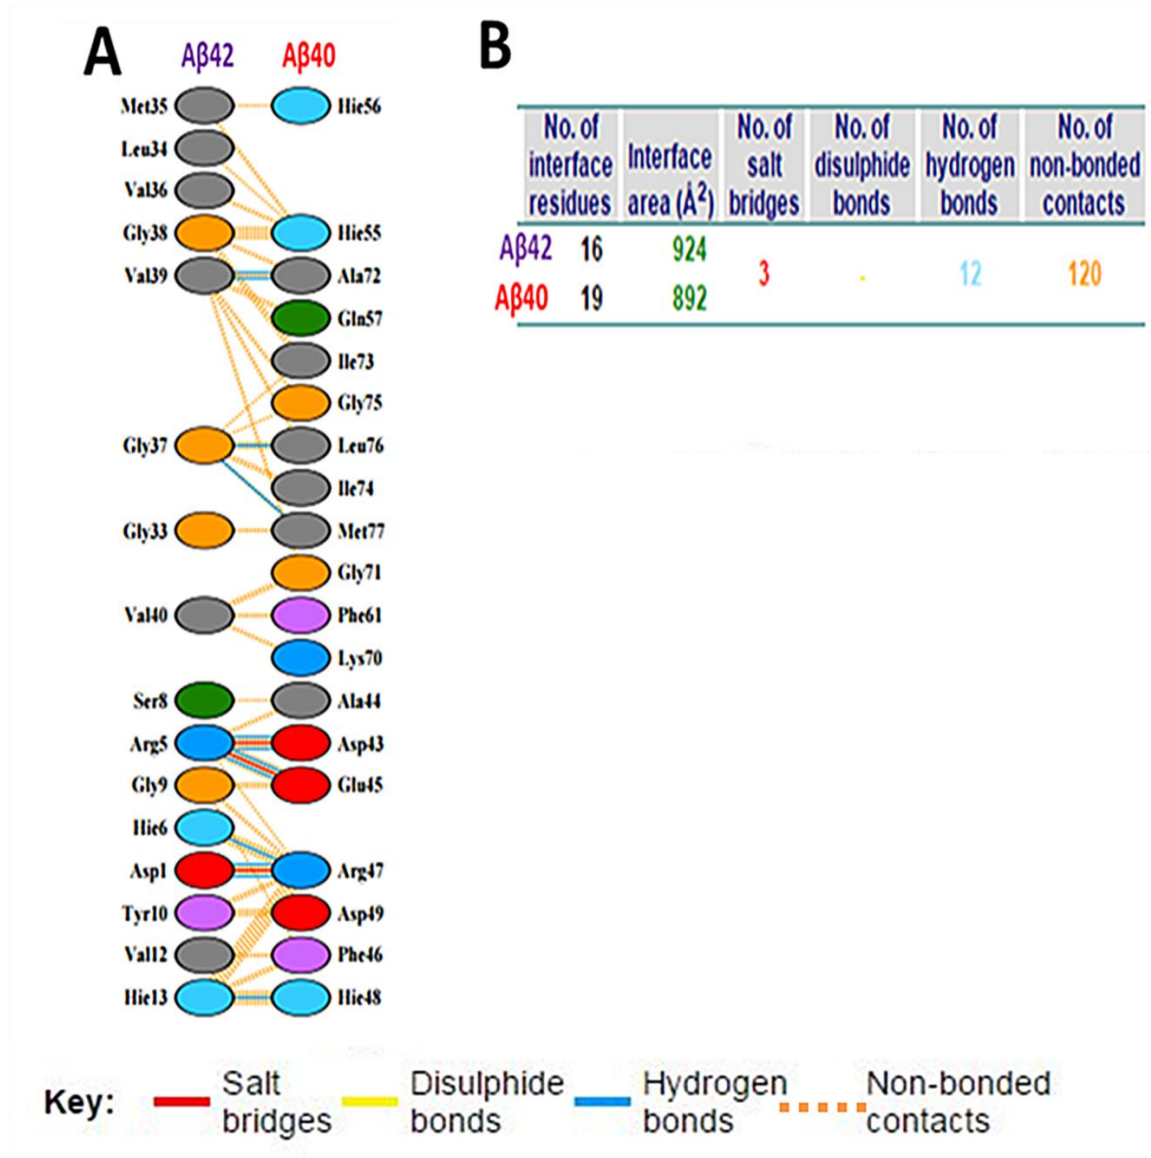 A
Aβ42 Aβ40
Met35 Hie56
Leu34
Val36
Gly38 Hie55
Val39 Ala72
Gln57
Ile73
Gly75
Gly37 Leu76
Ile74
Gly33 Met77
Gly71
Val40 Phe61
Lys70
Ser8 Ala44
Arg5 Asp43
Gly9 Glu45
Hie6
Asp1 Arg47
Tyr10 Asp49
Val12 Phe46
Hie13 Hie48
B
No. of interface residues
Interface area (Å²)
No. of salt bridges
No. of disulphide bonds
No. of hydrogen bonds
No. of non-bonded contacts
Aβ42 16 924
3 - 12 120
Aβ40 19 892
Key:
Salt bridges
Disulphide bonds
Hydrogen bonds
Non-bonded contacts